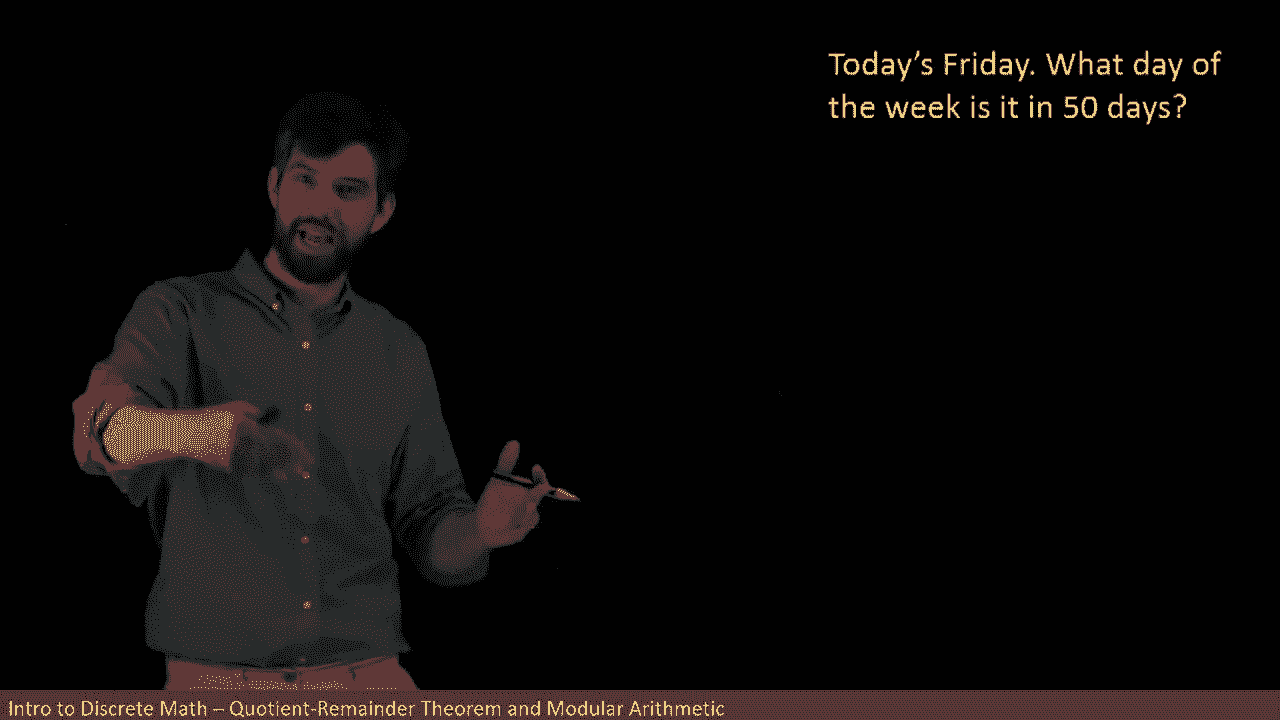 Today's Friday. What day of
the week is it in 50 days?
Intro to Discrete Math – Quotient-Remainder Theorem and Modular Arithmetic